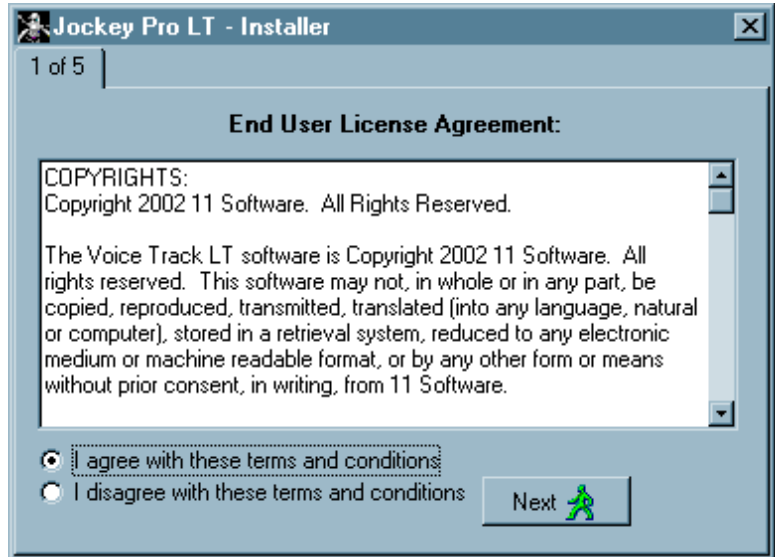 Jockey Pro LT - Installer
1 of 5
End User License Agreement:
COPYRIGHTS:
Copyright 2002 11 Software.  All Rights Reserved.
The Voice Track LT software is Copyright 2002 11 Software.  All
rights reserved.  This software may not, in whole or in any part, be
copied, reproduced, transmitted, translated (into any language, natural
or computer), stored in a retrieval system, reduced to any electronic
medium or machine readable format, or by any other form or means
without prior consent, in writing, from 11 Software.
I agree with these terms and conditions
I disagree with these terms and conditions
Next